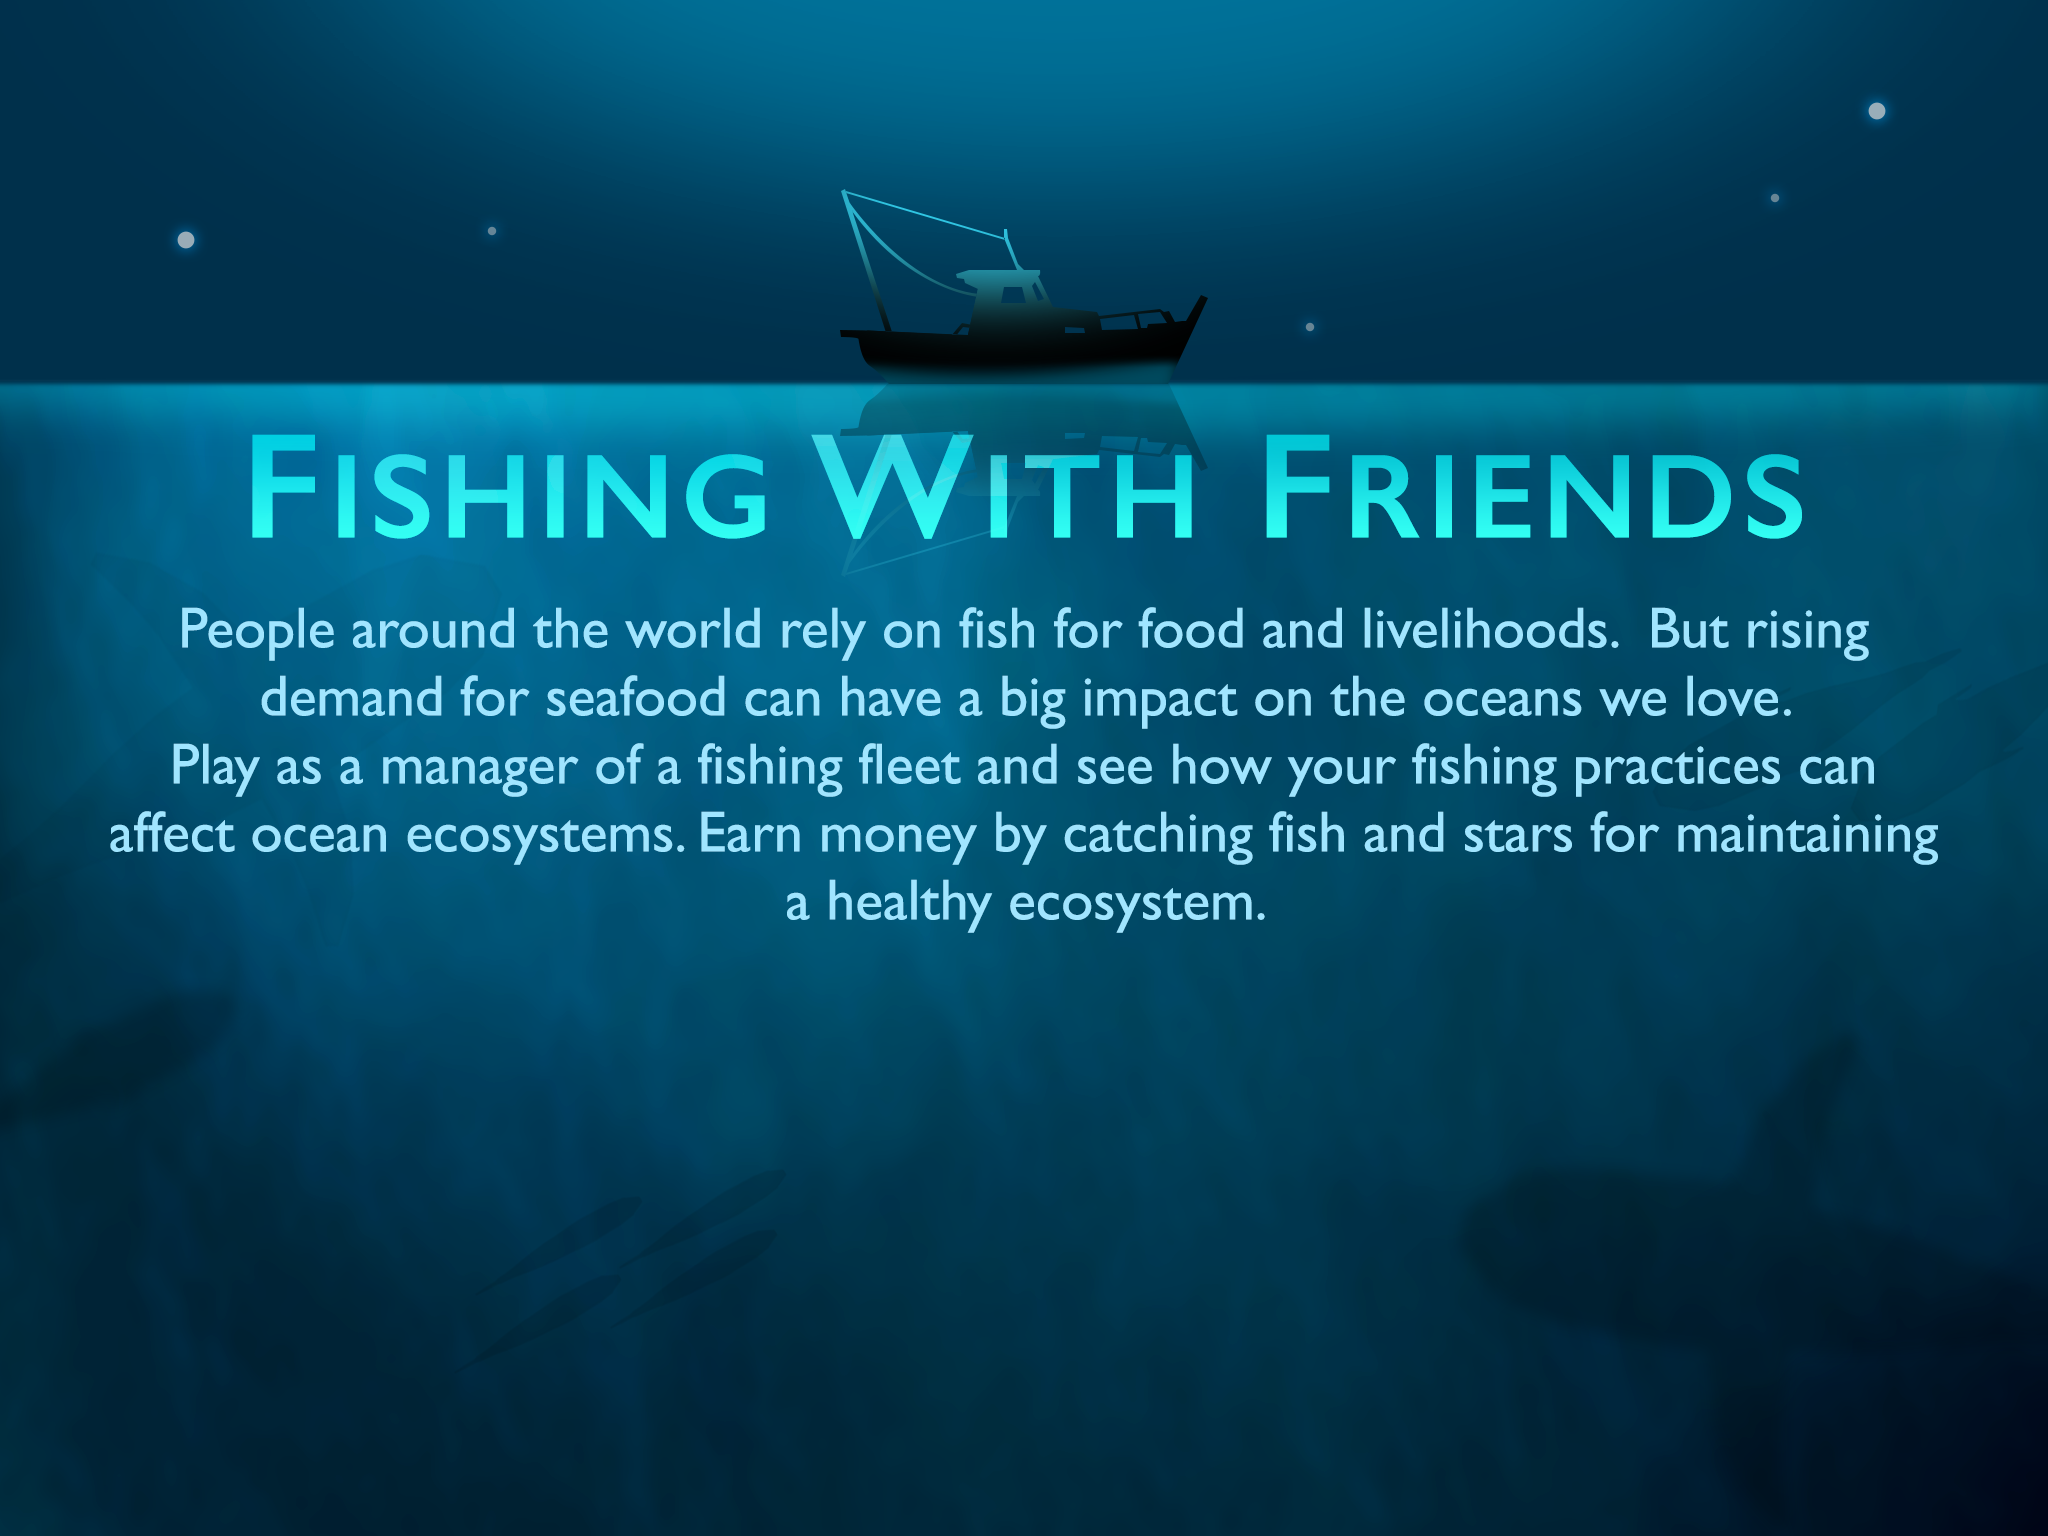 Fishing With Friends
People around the world rely on fish for food and livelihoods.  But rising
demand for seafood can have a big impact on the oceans we love.
Play as a manager of a fishing fleet and see how your fishing practices can
affect ocean ecosystems. Earn money by catching fish and stars for maintaining
a healthy ecosystem.